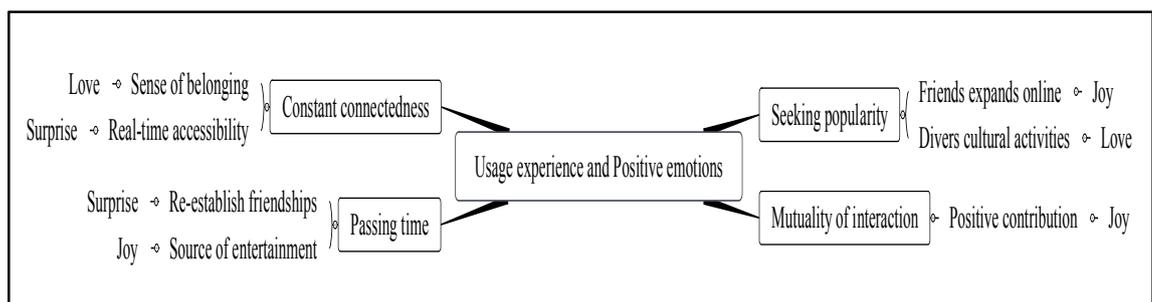 Love Sense of belonging
Surprise Real-time accessibility
Constant connectedness
Surprise Re-establish friendships
Joy Source of entertainment
Passing time
Usage experience and Positive emotions
Seeking popularity
Friends expands online Joy
Divers cultural activities Love
Mutuality of interaction Positive contribution Joy